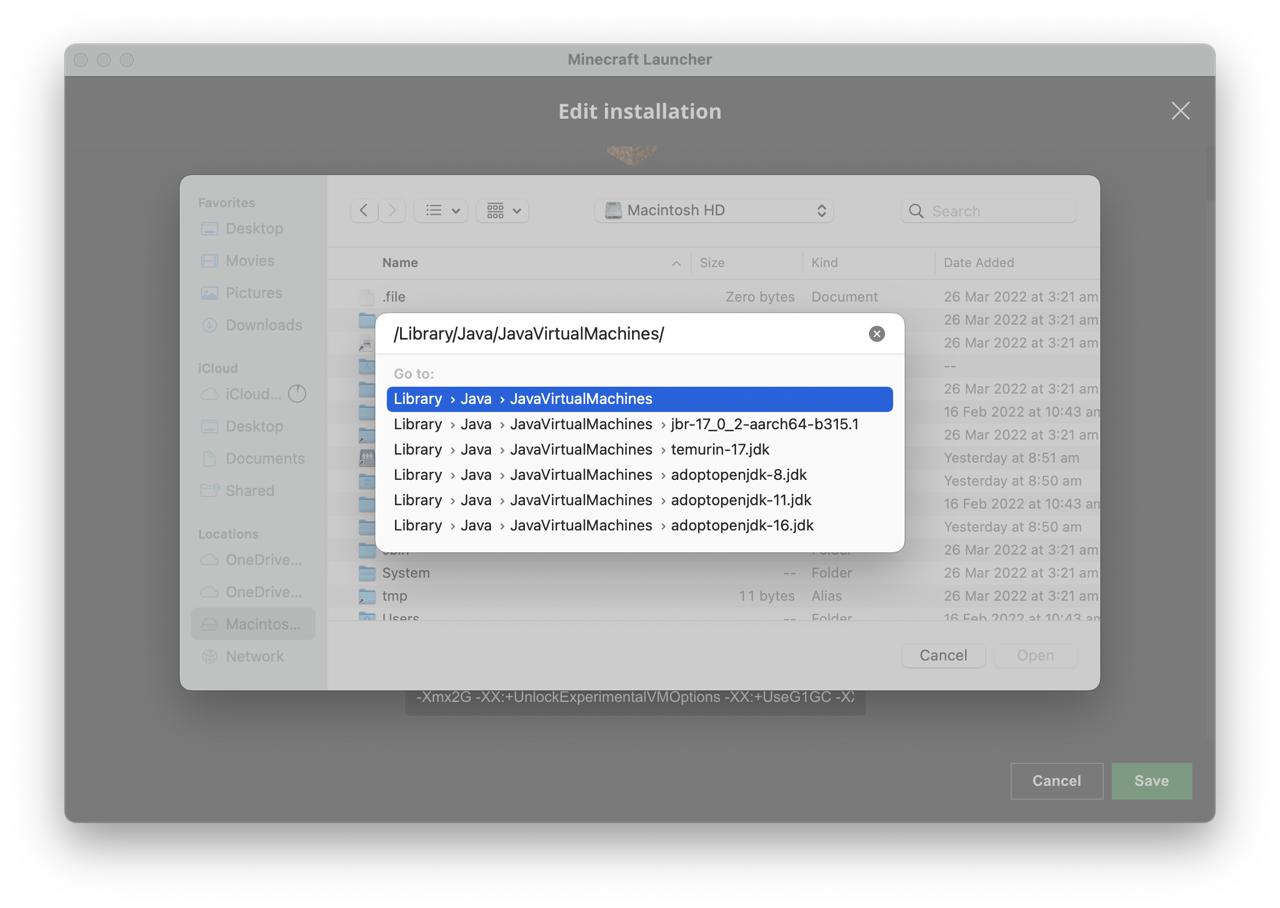 Minecraft Launcher
Edit installation
Favorites
Desktop
Movies
Pictures
Downloads
iCloud
iCloud...
Desktop
Documents
Shared
Locations
OneDrive...
OneDrive...
Macintos...
Network
Macintosh HD
Search
Name Size Kind Date Added
.file Zero bytes Document 26 Mar 2022 at 3:21 am
26 Mar 2022 at 3:21 am
26 Mar 2022 at 3:21 am
--
26 Mar 2022 at 3:21 am
16 Feb 2022 at 10:43 am
26 Mar 2022 at 3:21 am
Yesterday at 8:51 am
Yesterday at 8:50 am
16 Feb 2022 at 10:43 am
Yesterday at 8:50 am
/Library/Java/JavaVirtualMachines/
Go to:
Library › Java › JavaVirtualMachines
Library › Java › JavaVirtualMachines › jbr-17_0_2-aarch64-b315.1
Library › Java › JavaVirtualMachines › temurin-17.jdk
Library › Java › JavaVirtualMachines › adoptopenjdk-8.jdk
Library › Java › JavaVirtualMachines › adoptopenjdk-11.jdk
Library › Java › JavaVirtualMachines › adoptopenjdk-16.jdk
26 Mar 2022 at 3:21 am
System -- Folder 26 Mar 2022 at 3:21 am
tmp 11 bytes Alias 26 Mar 2022 at 3:21 am
Users -- Folder 16 Feb 2022 at 10:43 am
Cancel Open
-Xmx2G -XX:+UnlockExperimentalVMOptions -XX:+UseG1GC -X
Cancel Save